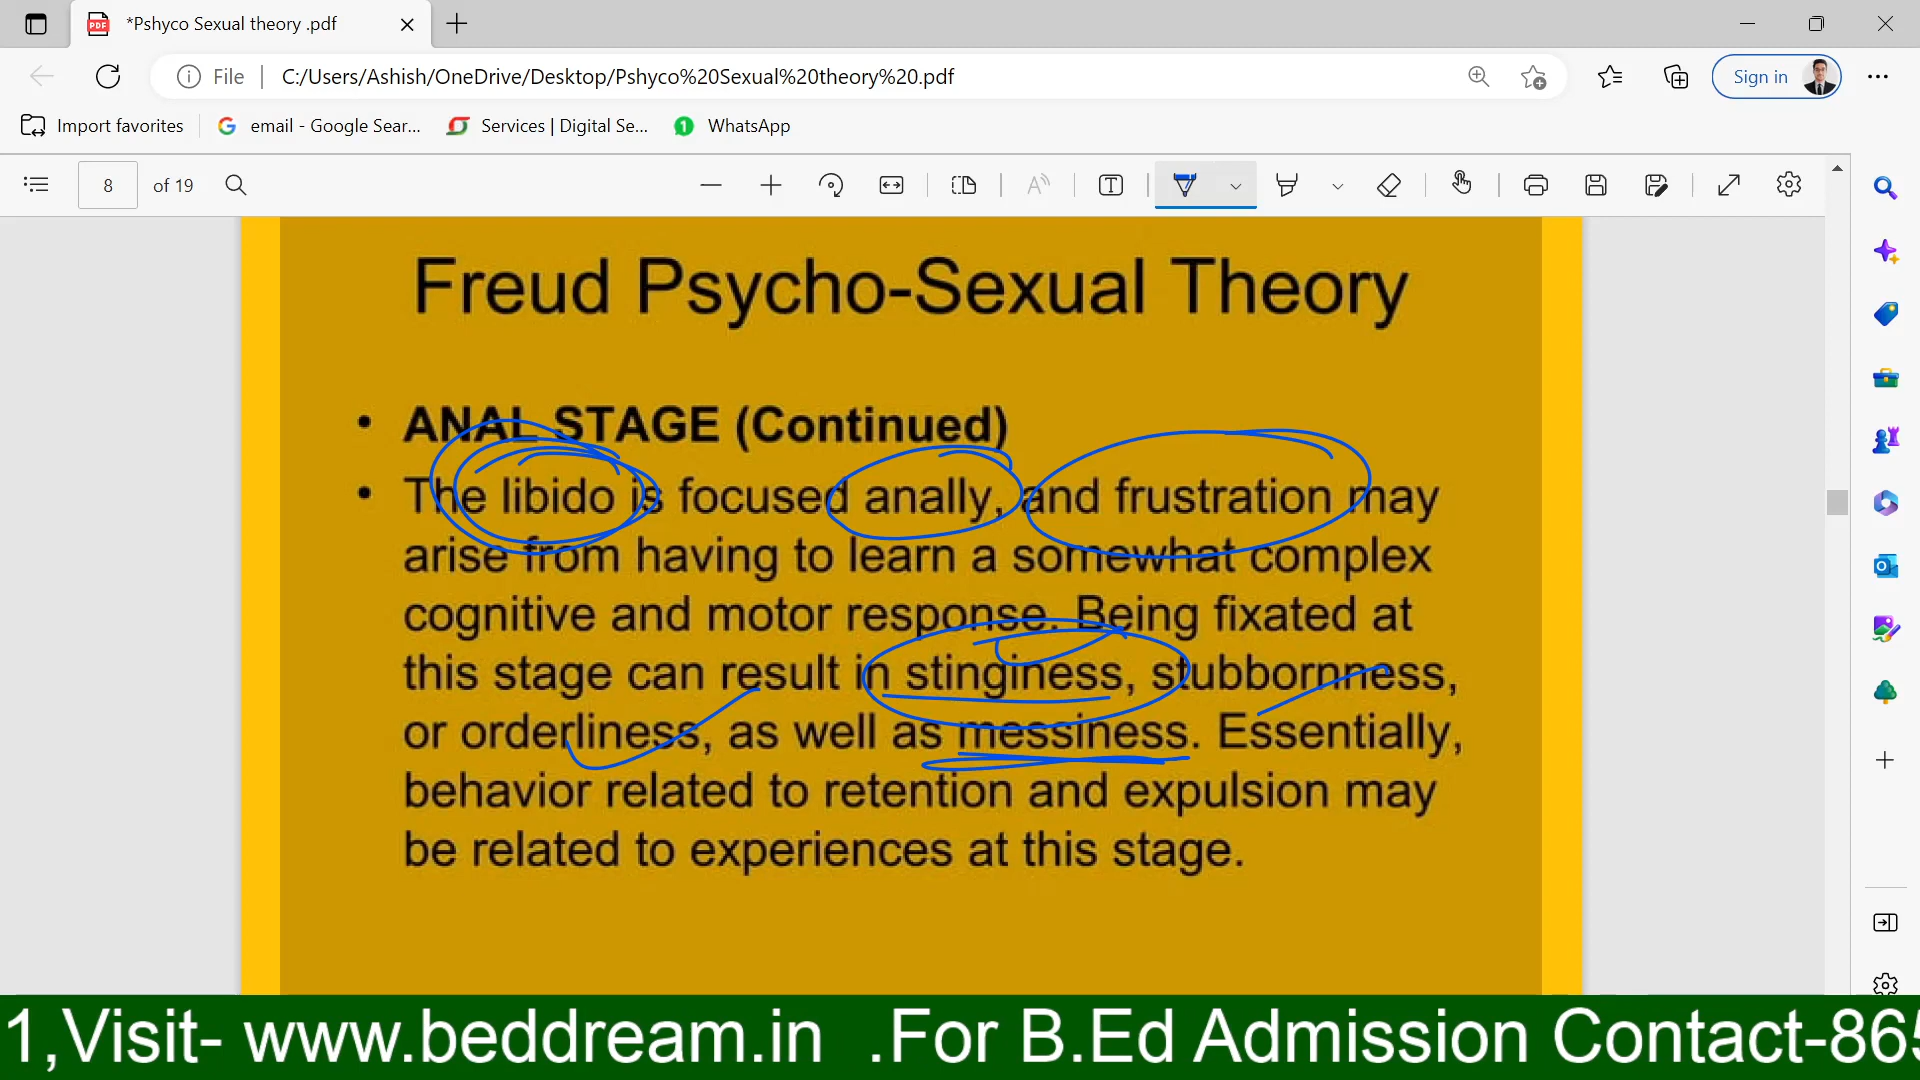 *Pshyco Sexual theory .pdf
File C:/Users/Ashish/OneDrive/Desktop/Pshyco%20Sexual%20theory%20.pdf
Sign in
Import favorites
email - Google Sear...
Services | Digital Se...
WhatsApp
8 of 19
Freud Psycho-Sexual Theory
• ANAL STAGE (Continued)
• The libido is focused anally, and frustration may
arise from having to learn a somewhat complex
cognitive and motor response. Being fixated at
this stage can result in stinginess, stubbornness,
or orderliness, as well as messiness. Essentially,
behavior related to retention and expulsion may
be related to experiences at this stage.
1,Visit- www.beddream.in .For B.Ed Admission Contact-865